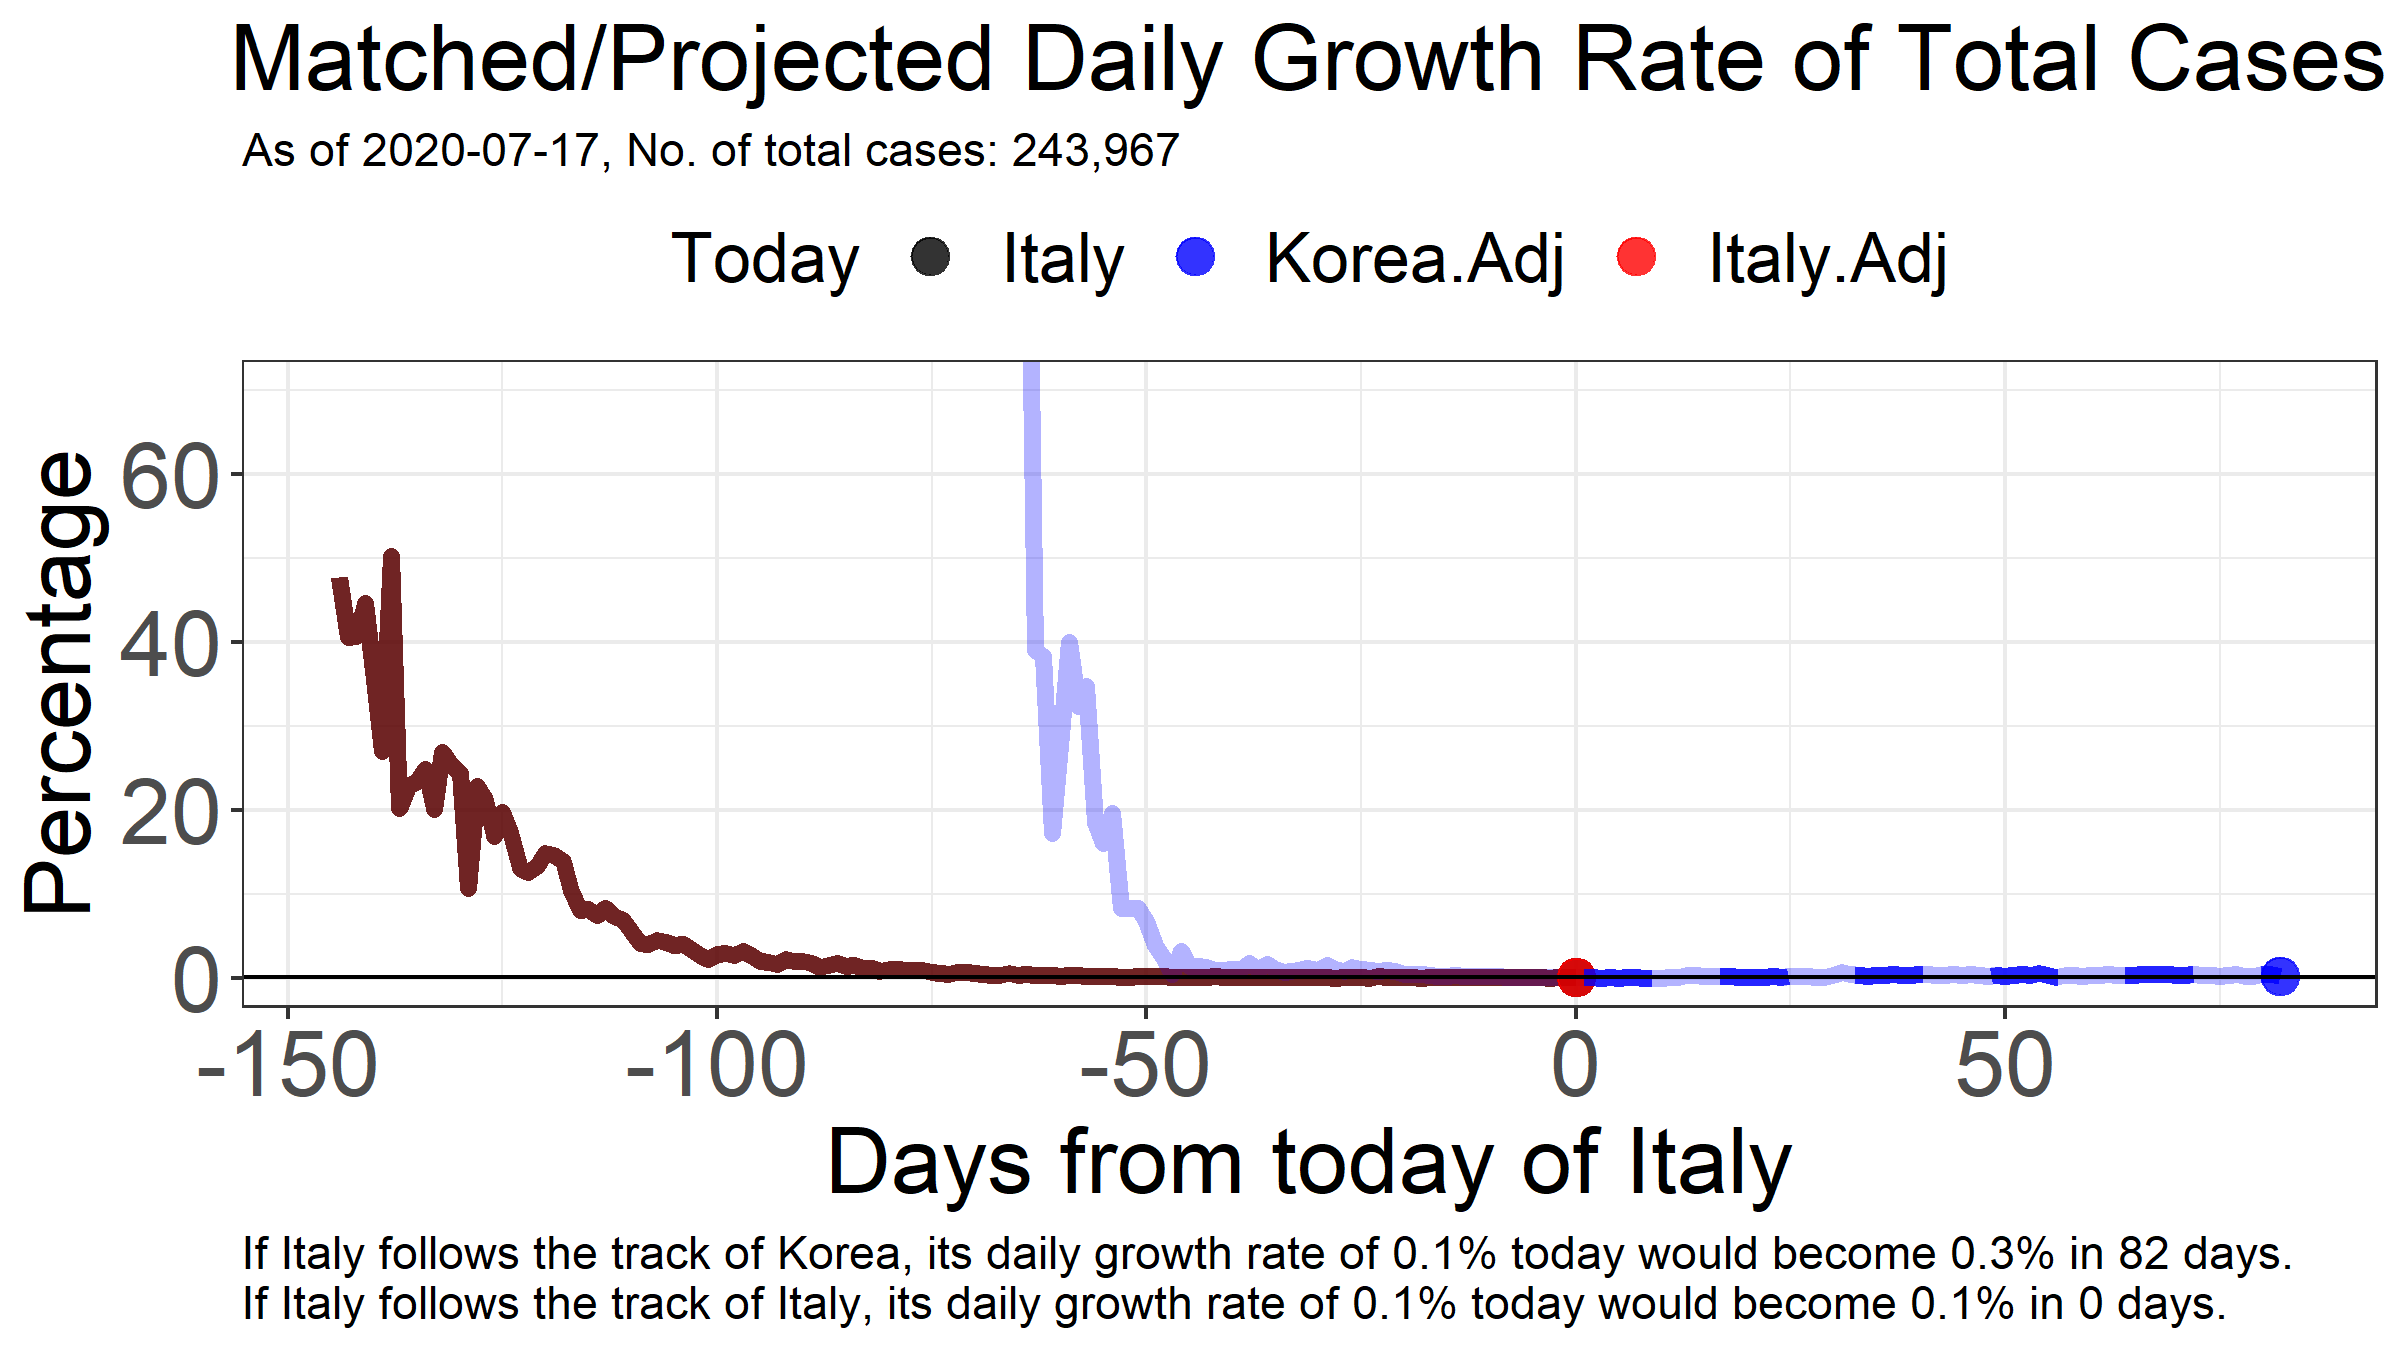 Matched/Projected Daily Growth Rate of Total Cases
As of 2020-07-17, No. of total cases: 243,967
Today Italy Korea.Adj Italy.Adj
Percentage
60
40
20
0
-150 -100 -50 0 50
Days from today of Italy
If Italy follows the track of Korea, its daily growth rate of 0.1% today would become 0.3% in 82 days.
If Italy follows the track of Italy, its daily growth rate of 0.1% today would become 0.1% in 0 days.